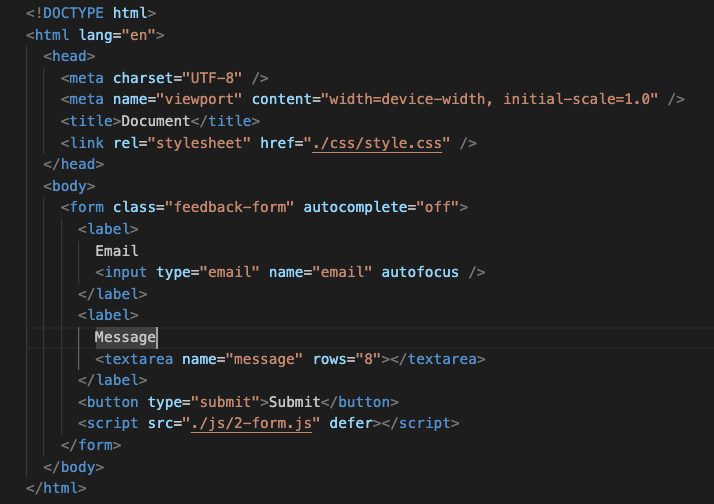 <!DOCTYPE html>
<html lang="en">
<head>
<meta charset="UTF-8" />
<meta name="viewport" content="width=device-width, initial-scale=1.0" />
<title>Document</title>
<link rel="stylesheet" href="./css/style.css" />
</head>
<body>
<form class="feedback-form" autocomplete="off">
<label>
Email
<input type="email" name="email" autofocus />
</label>
<label>
Message
<textarea name="message" rows="8"></textarea>
</label>
<button type="submit">Submit</button>
<script src="./js/2-form.js" defer></script>
</form>
</body>
</html>